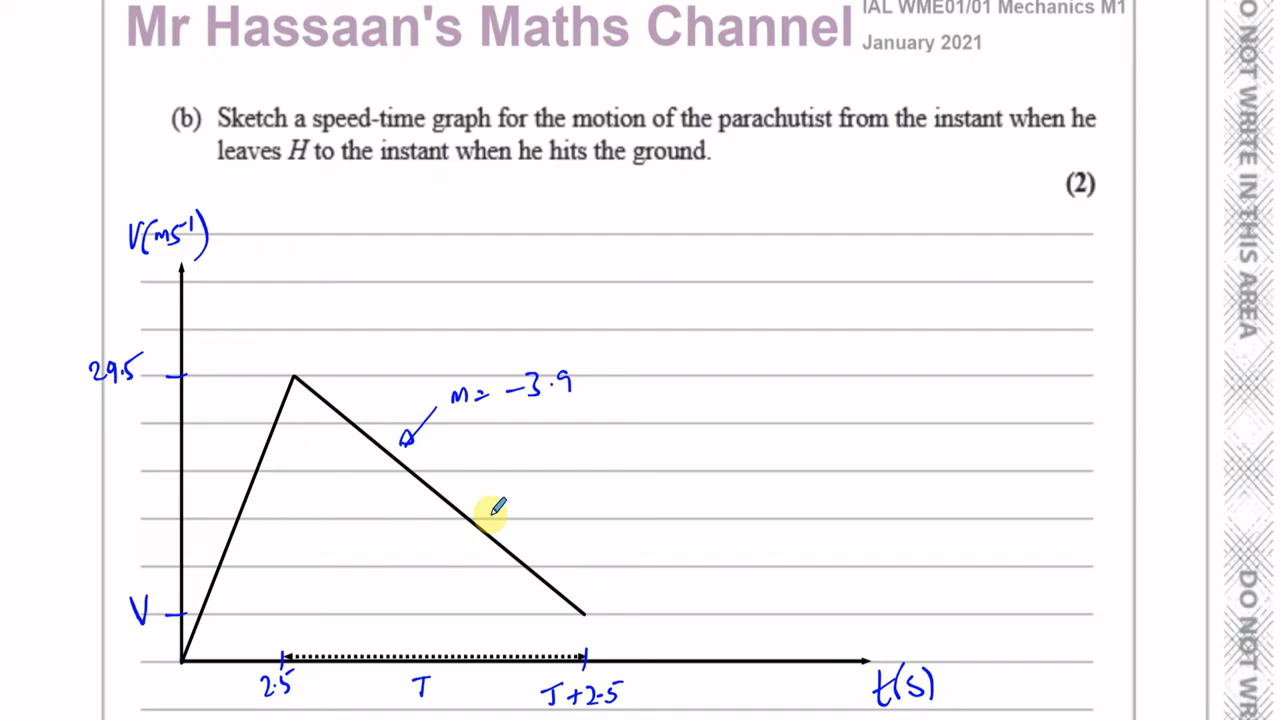 Mr Hassaan's Maths Channel
IAL WME01/01 Mechanics M1
January 2021
(b) Sketch a speed-time graph for the motion of the parachutist from the instant when he
leaves H to the instant when he hits the ground.
(2)
V(ms⁻¹)
29.5
m = -3.9
V
2.5
T
T+2.5
t(s)
DO NOT WRITE IN THIS AREA
DO NOT WR